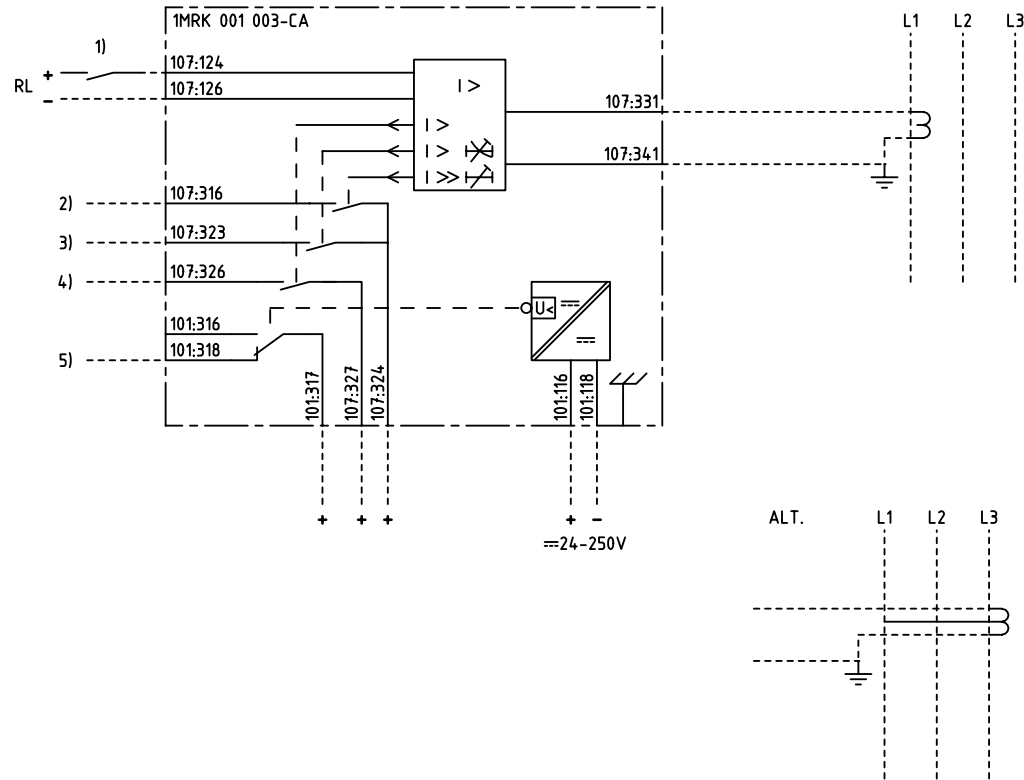 1MRK 001 003-CA
L1 L2 L3
1)
107:124
RL + −
107:126
I >
107:331
I >
107:341
I >
I >>
2) 107:316
3) 107:323
4) 107:326
101:316
U<
5) 101:318
101:317
107:327
107:324
101:116
101:118
+ + + + −
24-250V
ALT. L1 L2 L3